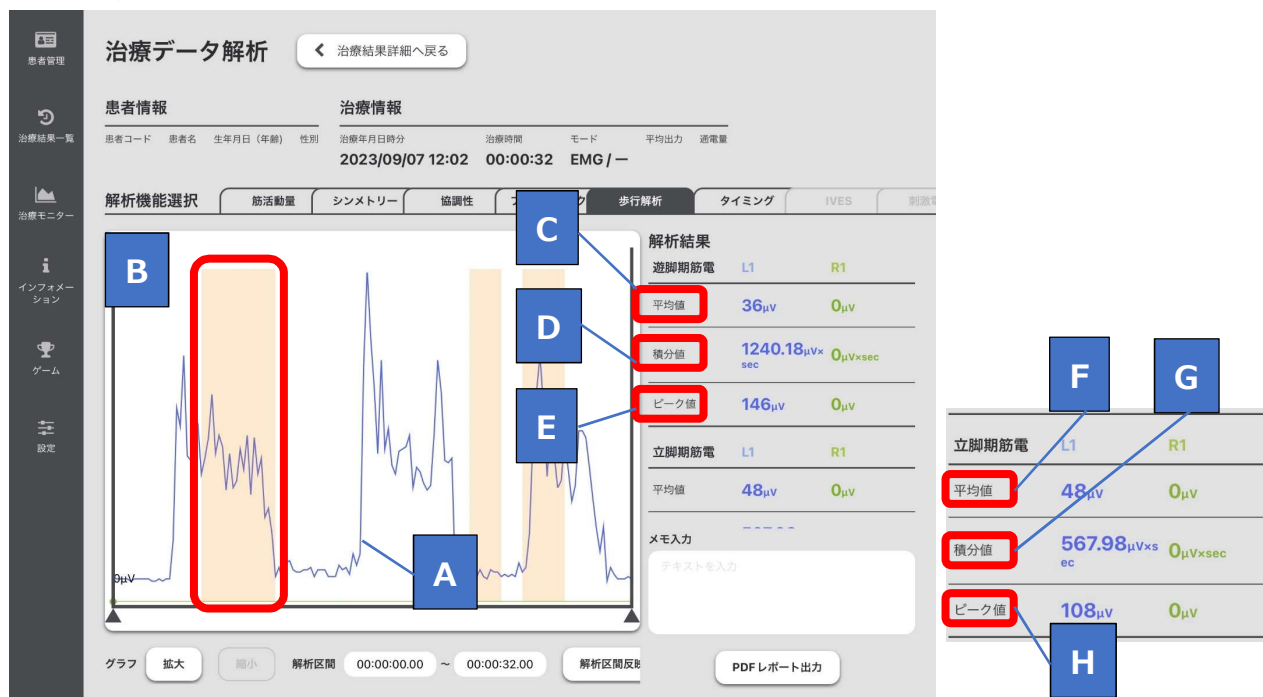 患者管理
治療結果一覧
治療モニター
インフォメー
ション
ゲーム
設定
治療データ解析
治療結果詳細へ戻る
患者情報
治療情報
患者コード 患者名 生年月日（年齢） 性別 治療年月日時分 治療時間 モード 平均出力 通電量
2023/09/07 12:02 00:00:32 EMG / ー
解析機能選択 筋活動量 シンメトリー 協調性 歩行解析 タイミング IVES
B
0μV
A
C
D
E
解析結果
遊脚期筋電 L1 R1
平均値 36μV 0μV
積分値 1240.18μV× 0μV×sec
sec
ピーク値 146μV 0μV
立脚期筋電 L1 R1
平均値 48μV 0μV
メモ入力
テキストを入力
グラフ 拡大 縮小 解析区間 00:00:00.00 ~ 00:00:32.00 解析区間反映
PDF レポート出力
F
G
立脚期筋電 L1 R1
平均値 48μV 0μV
積分値 567.98μV×s 0μV×sec
ec
ピーク値 108μV 0μV
H